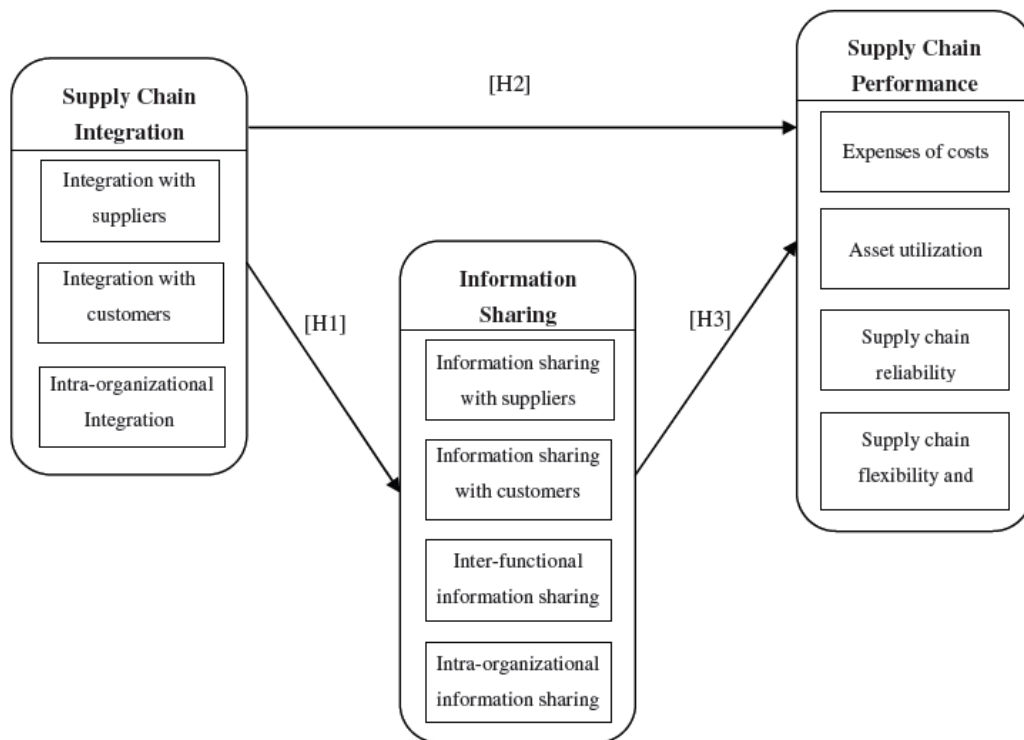 Supply Chain
Integration
Integration with
suppliers
Integration with
customers
Intra-organizational
Integration
[H1]
[H2]
Information
Sharing
Information sharing
with suppliers
Information sharing
with customers
Inter-functional
information sharing
Intra-organizational
information sharing
[H3]
Supply Chain
Performance
Expenses of costs
Asset utilization
Supply chain
reliability
Supply chain
flexibility and